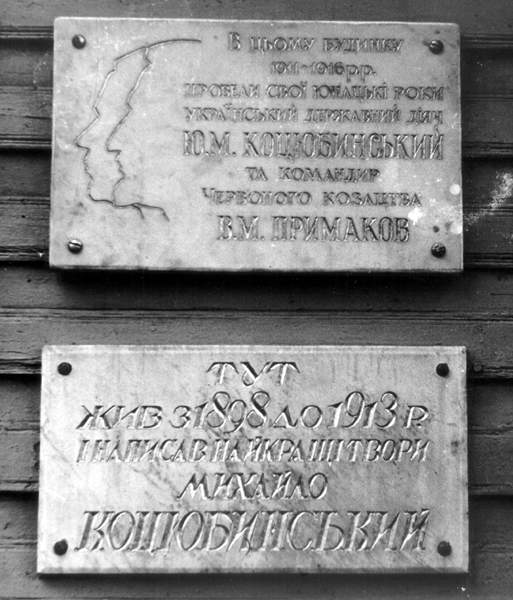 В цьому будинку
1911–1916 р.р.
провели свої юнацькі роки
український державний діяч
Ю.М. Коцюбинський
та командир
Червоного козацтва
В.М. Примаков
Тут
жив з 1898 до 1913 р.
і написав найкращі твори
Михайло
Коцюбинський